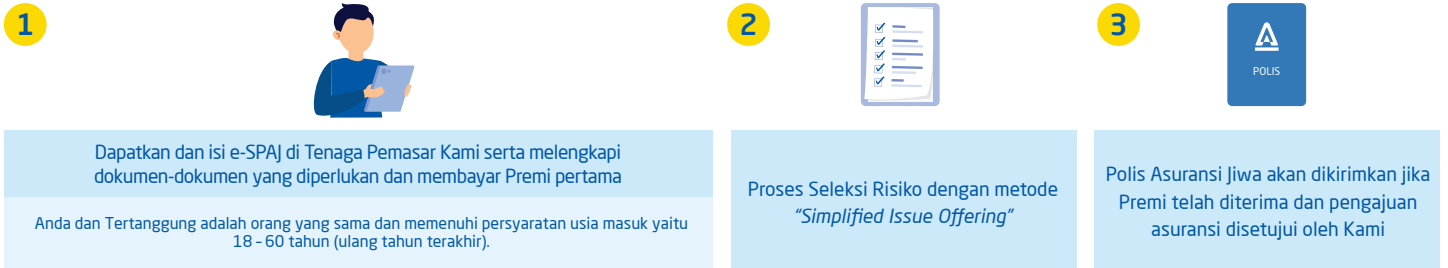 1
Dapatkan dan isi e-SPAJ di Tenaga Pemasar Kami serta melengkapi
dokumen-dokumen yang diperlukan dan membayar Premi pertama
Anda dan Tertanggung adalah orang yang sama dan memenuhi persyaratan usia masuk yaitu
18 – 60 tahun (ulang tahun terakhir).
2
Proses Seleksi Risiko dengan metode
“Simplified Issue Offering”
3
POLIS
Polis Asuransi Jiwa akan dikirimkan jika
Premi telah diterima dan pengajuan
asuransi disetujui oleh Kami